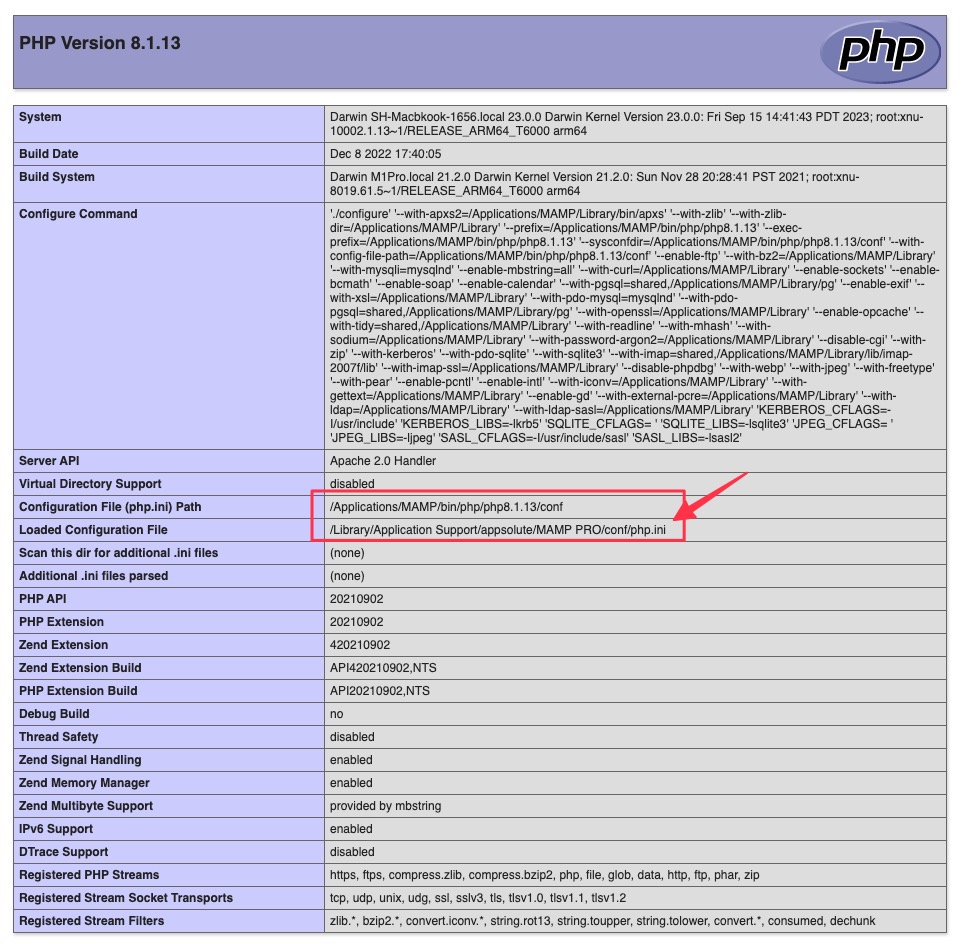 PHP Version 8.1.13
php
System
Darwin SH-Macbkook-1656.local 23.0.0 Darwin Kernel Version 23.0.0: Fri Sep 15 14:41:43 PDT 2023; root:xnu-
10002.1.13~1/RELEASE_ARM64_T6000 arm64
Build Date
Dec 8 2022 17:40:05
Build System
Darwin M1Pro.local 21.2.0 Darwin Kernel Version 21.2.0: Sun Nov 28 20:28:41 PST 2021; root:xnu-
8019.61.5~1/RELEASE_ARM64_T6000 arm64
Configure Command
'./configure' '--with-apxs2=/Applications/MAMP/Library/bin/apxs' '--with-zlib' '--with-zlib-
dir=/Applications/MAMP/Library' '--prefix=/Applications/MAMP/bin/php/php8.1.13' '--exec-
prefix=/Applications/MAMP/bin/php/php8.1.13' '--sysconfdir=/Applications/MAMP/bin/php/php8.1.13/conf' '--with-
config-file-path=/Applications/MAMP/bin/php/php8.1.13/conf' '--enable-ftp' '--with-bz2=/Applications/MAMP/Library'
'--with-mysqli=mysqlnd' '--enable-mbstring=all' '--with-curl=/Applications/MAMP/Library' '--enable-sockets' '--enable-
bcmath' '--enable-soap' '--enable-calendar' '--with-pgsql=shared,/Applications/MAMP/Library/pg' '--enable-exif' '--
with-xsl=/Applications/MAMP/Library' '--with-pdo-mysql=mysqlnd' '--with-pdo-
pgsql=shared,/Applications/MAMP/Library/pg' '--with-openssl=/Applications/MAMP/Library' '--enable-opcache' '--
with-tidy=shared,/Applications/MAMP/Library' '--with-readline' '--with-mhash' '--with-
sodium=/Applications/MAMP/Library' '--with-password-argon2=/Applications/MAMP/Library' '--disable-cgi' '--with-
zip' '--with-kerberos' '--with-pdo-sqlite' '--with-sqlite3' '--with-imap=shared,/Applications/MAMP/Library/lib/imap-
2007f/lib' '--with-imap-ssl=/Applications/MAMP/Library' '--disable-phpdbg' '--with-webp' '--with-jpeg' '--with-freetype'
'--with-pear' '--enable-pcntl' '--enable-intl' '--with-iconv=/Applications/MAMP/Library' '--with-
gettext=/Applications/MAMP/Library' '--enable-gd' '--with-external-pcre=/Applications/MAMP/Library' '--with-
ldap=/Applications/MAMP/Library' '--with-ldap-sasl=/Applications/MAMP/Library' 'KERBEROS_CFLAGS=-
I/usr/include' 'KERBEROS_LIBS=-lkrb5' 'SQLITE_CFLAGS= ' 'SQLITE_LIBS=-lsqlite3' 'JPEG_CFLAGS= '
'JPEG_LIBS=-ljpeg' 'SASL_CFLAGS=-I/usr/include/sasl' 'SASL_LIBS=-lsasl2'
Server API
Apache 2.0 Handler
Virtual Directory Support
disabled
Configuration File (php.ini) Path
/Applications/MAMP/bin/php/php8.1.13/conf
Loaded Configuration File
/Library/Application Support/appsolute/MAMP PRO/conf/php.ini
Scan this dir for additional .ini files
(none)
Additional .ini files parsed
(none)
PHP API
20210902
PHP Extension
20210902
Zend Extension
420210902
Zend Extension Build
API420210902,NTS
PHP Extension Build
API20210902,NTS
Debug Build
no
Thread Safety
disabled
Zend Signal Handling
enabled
Zend Memory Manager
enabled
Zend Multibyte Support
provided by mbstring
IPv6 Support
enabled
DTrace Support
disabled
Registered PHP Streams
https, ftps, compress.zlib, compress.bzip2, php, file, glob, data, http, ftp, phar, zip
Registered Stream Socket Transports
tcp, udp, unix, udg, ssl, sslv3, tls, tlsv1.0, tlsv1.1, tlsv1.2
Registered Stream Filters
zlib.*, bzip2.*, convert.iconv.*, string.rot13, string.toupper, string.tolower, convert.*, consumed, dechunk